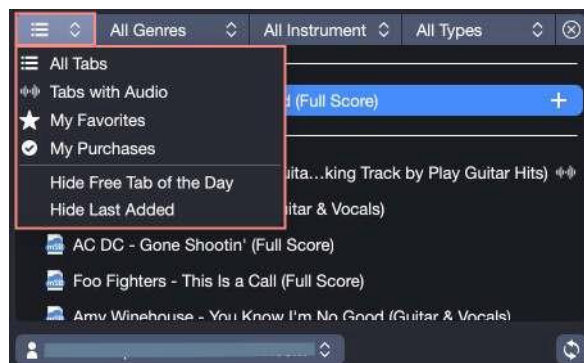 All Genres All Instrument All Types
All Tabs
Tabs with Audio
(Full Score)
My Favorites
My Purchases
king Track by Play Guitar Hits)
Hide Free Tab of the Day
Hide Last Added
& Vocals)
AC DC - Gone Shootin' (Full Score)
Foo Fighters - This Is a Call (Full Score)
Amy Winehouse - You Know I'm No Good (Guitar & Vocals)